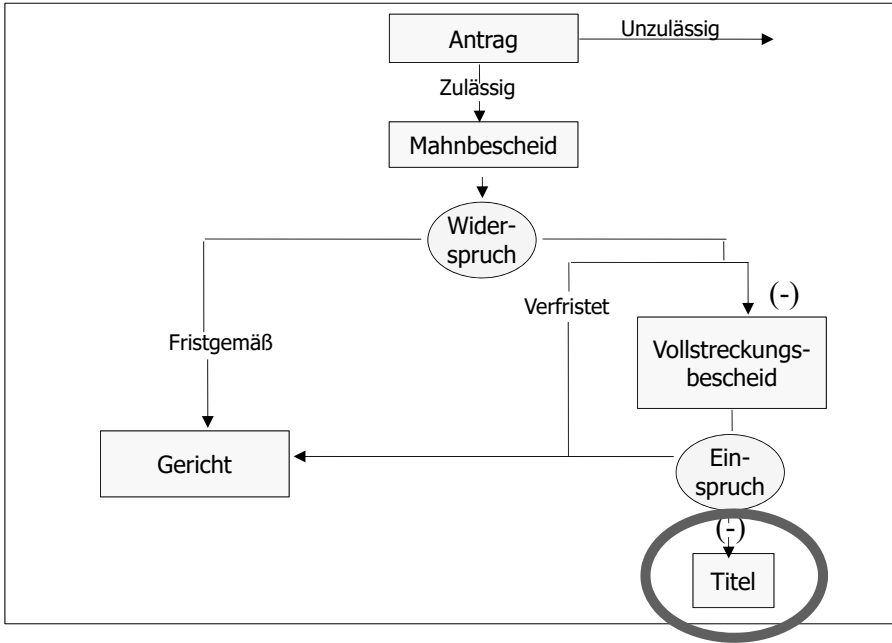 Antrag
Unzulässig
Zulässig
Mahnbescheid
Wider-
spruch
(-)
Verfristet
Fristgemäß
Vollstreckungs-
bescheid
Gericht
Ein-
spruch
(-)
Titel